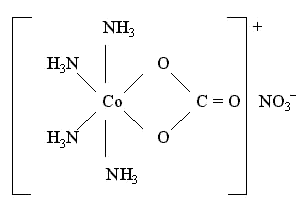 +
NH₃
H₃N O
Co C = O NO₃⁻
H₃N O
NH₃